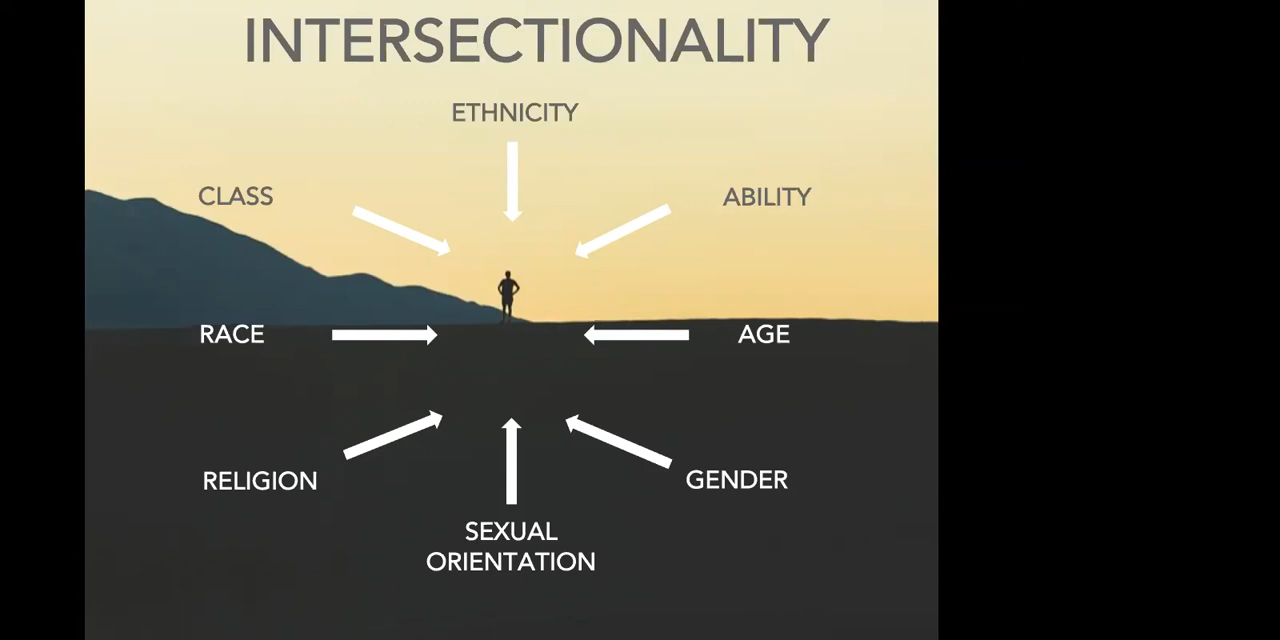 INTERSECTIONALITY
ETHNICITY
CLASS
ABILITY
RACE
AGE
RELIGION
GENDER
SEXUAL
ORIENTATION